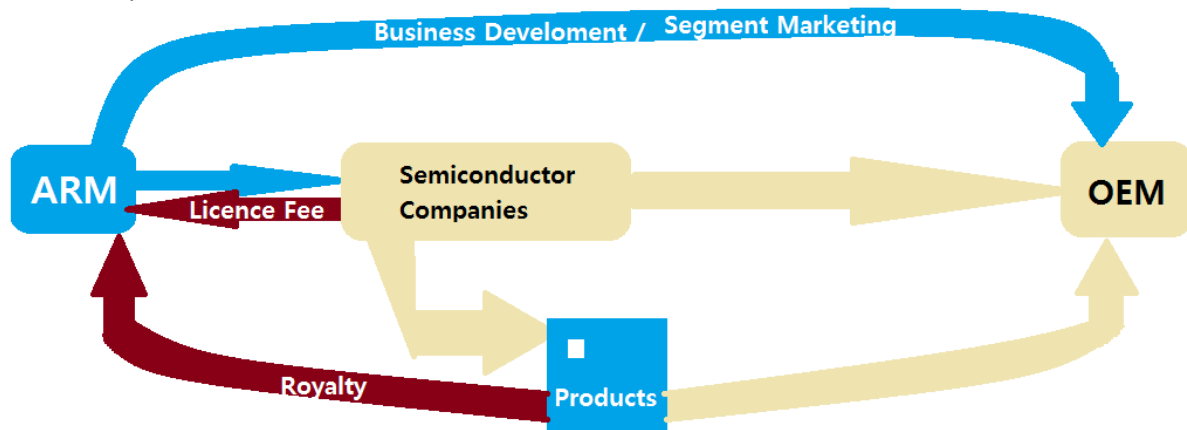 Business Develoment / Segment Marketing
ARM
Semiconductor
Companies
OEM
Licence Fee
Royalty
Products